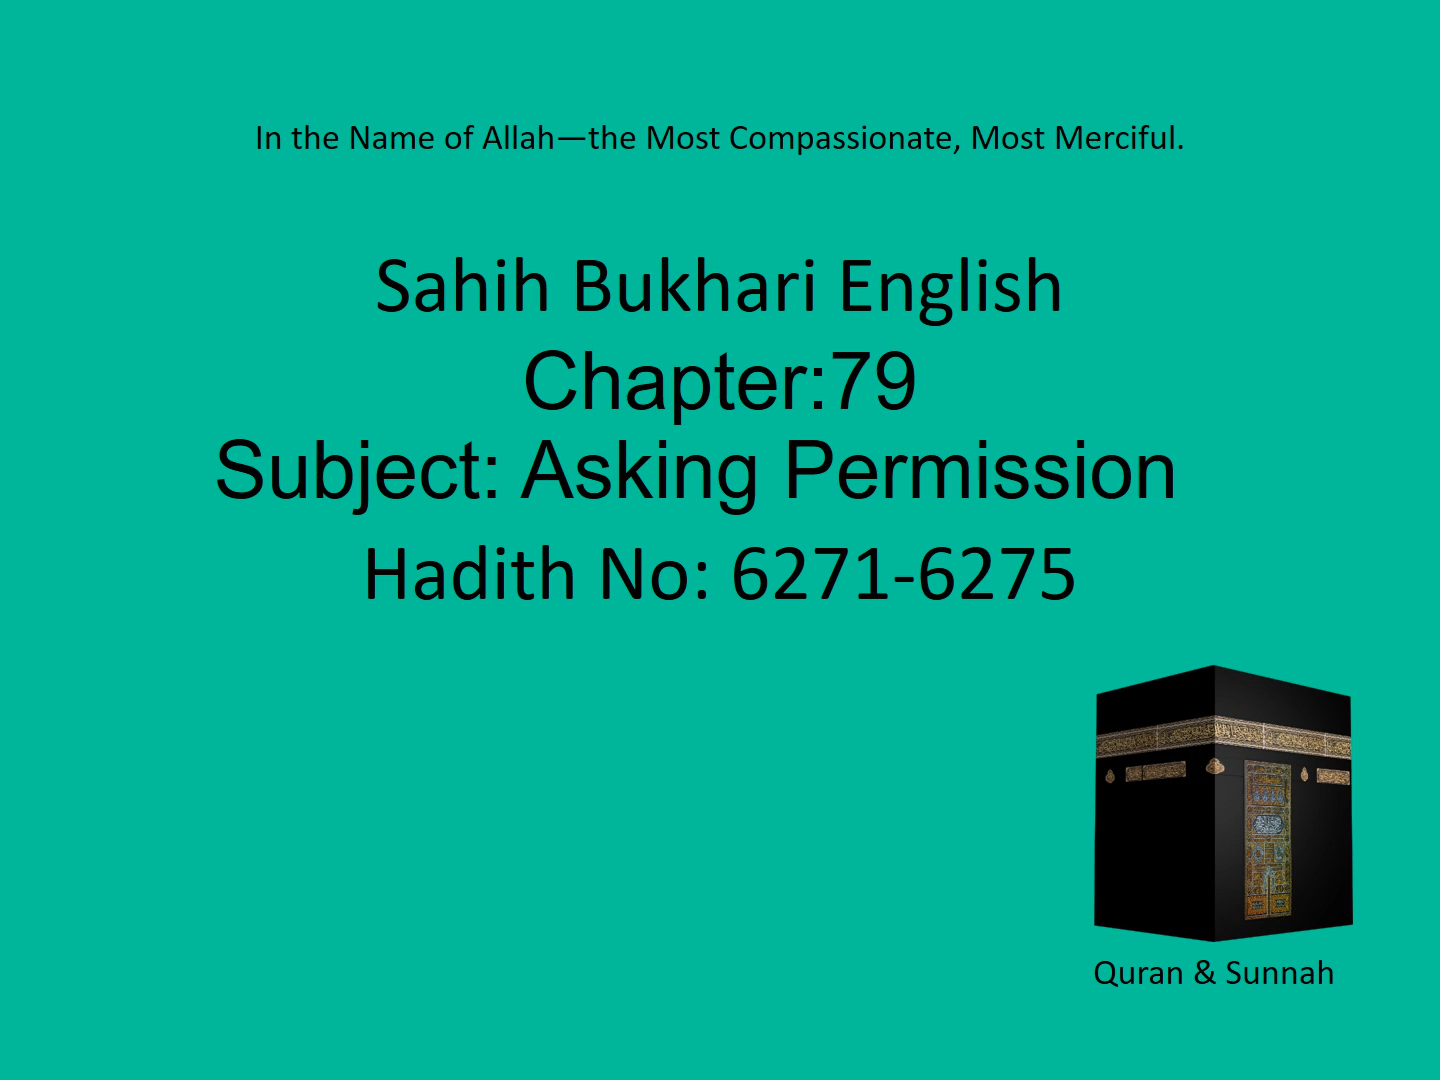 In the Name of Allah—the Most Compassionate, Most Merciful.
Sahih Bukhari English
Chapter:79
Subject: Asking Permission
Hadith No: 6271-6275
Quran & Sunnah